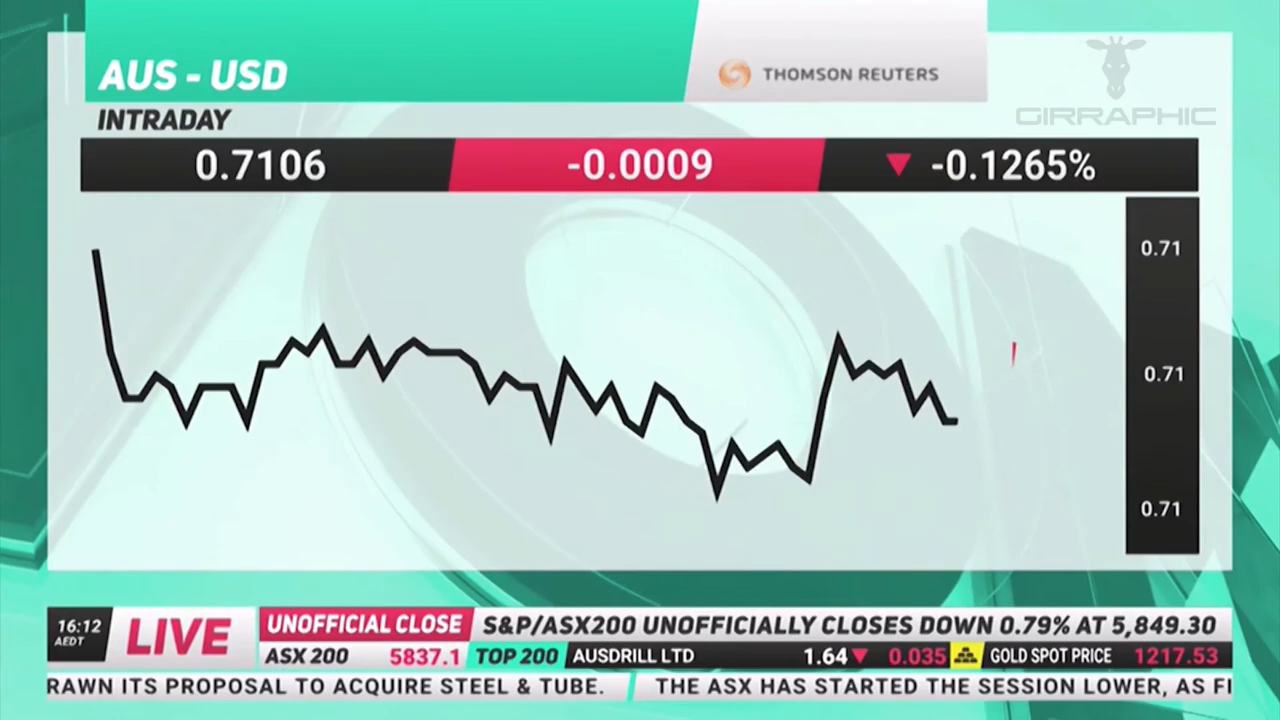 AUS - USD
THOMSON REUTERS
GIRRAPHIC
INTRADAY
0.7106 -0.0009 -0.1265%
0.71
0.71
0.71
16:12 AEDT LIVE
UNOFFICIAL CLOSE S&P/ASX200 UNOFFICIALLY CLOSES DOWN 0.79% AT 5,849.30
ASX 200 5837.1 TOP 200 AUSDRILL LTD 1.64 0.035 GOLD SPOT PRICE 1217.53
RAWN ITS PROPOSAL TO ACQUIRE STEEL & TUBE. THE ASX HAS STARTED THE SESSION LOWER, AS FI